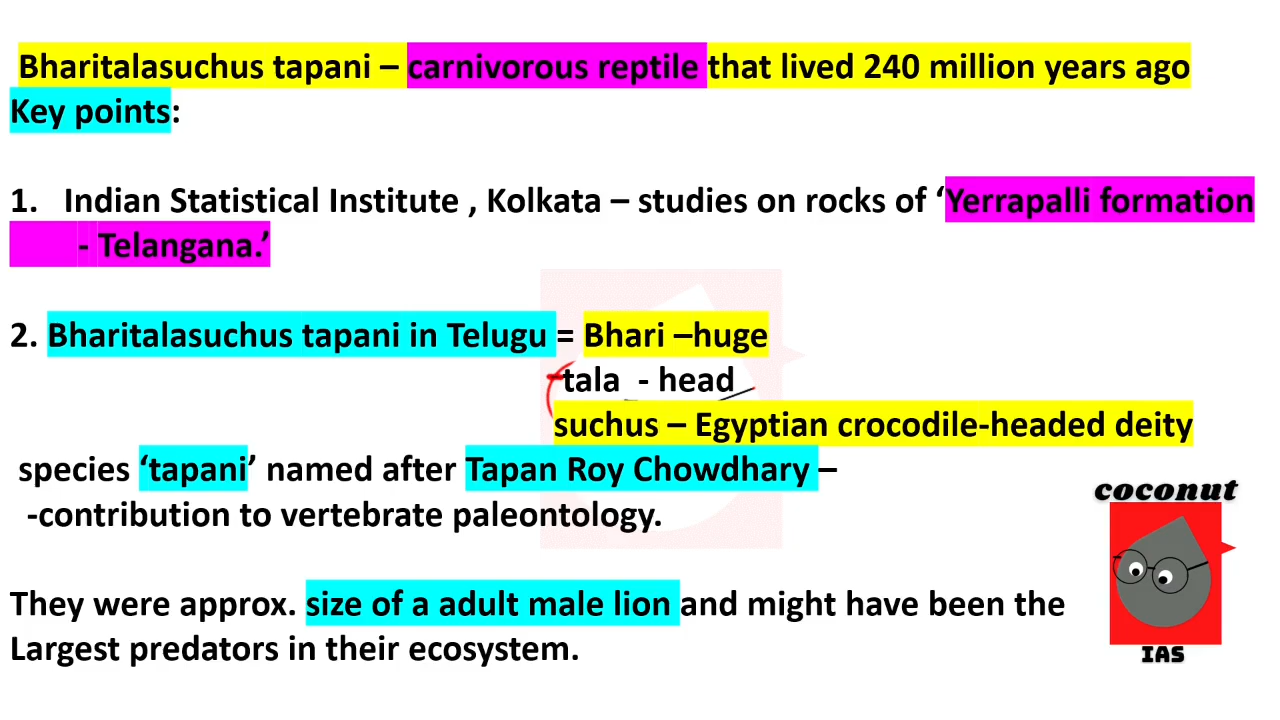 Bharitalasuchus tapani – carnivorous reptile that lived 240 million years ago
Key points:
1. Indian Statistical Institute , Kolkata – studies on rocks of ‘Yerrapalli formation
- Telangana.’
2. Bharitalasuchus tapani in Telugu = Bhari –huge
tala - head
suchus – Egyptian crocodile-headed deity
species ‘tapani’ named after Tapan Roy Chowdhary –
-contribution to vertebrate paleontology.
They were approx. size of a adult male lion and might have been the
Largest predators in their ecosystem.
coconut
IAS